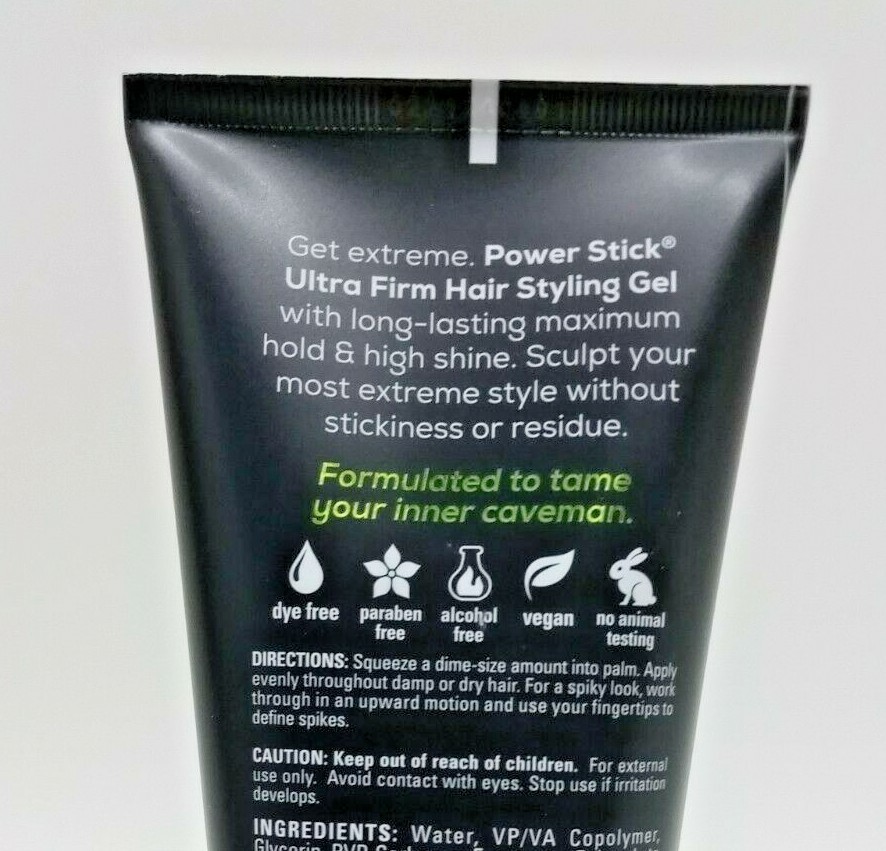 Get extreme. Power Stick®
Ultra Firm Hair Styling Gel
with long-lasting maximum
hold & high shine. Sculpt your
most extreme style without
stickiness or residue.
Formulated to tame
your inner caveman.
dye free paraben free alcohol free vegan no animal testing
DIRECTIONS: Squeeze a dime-size amount into palm. Apply
evenly throughout damp or dry hair. For a spiky look, work
through in an upward motion and use your fingertips to
define spikes.
CAUTION: Keep out of reach of children. For external
use only. Avoid contact with eyes. Stop use if irritation
develops.
INGREDIENTS: Water, VP/VA Copolymer,
Glycerin, PVP